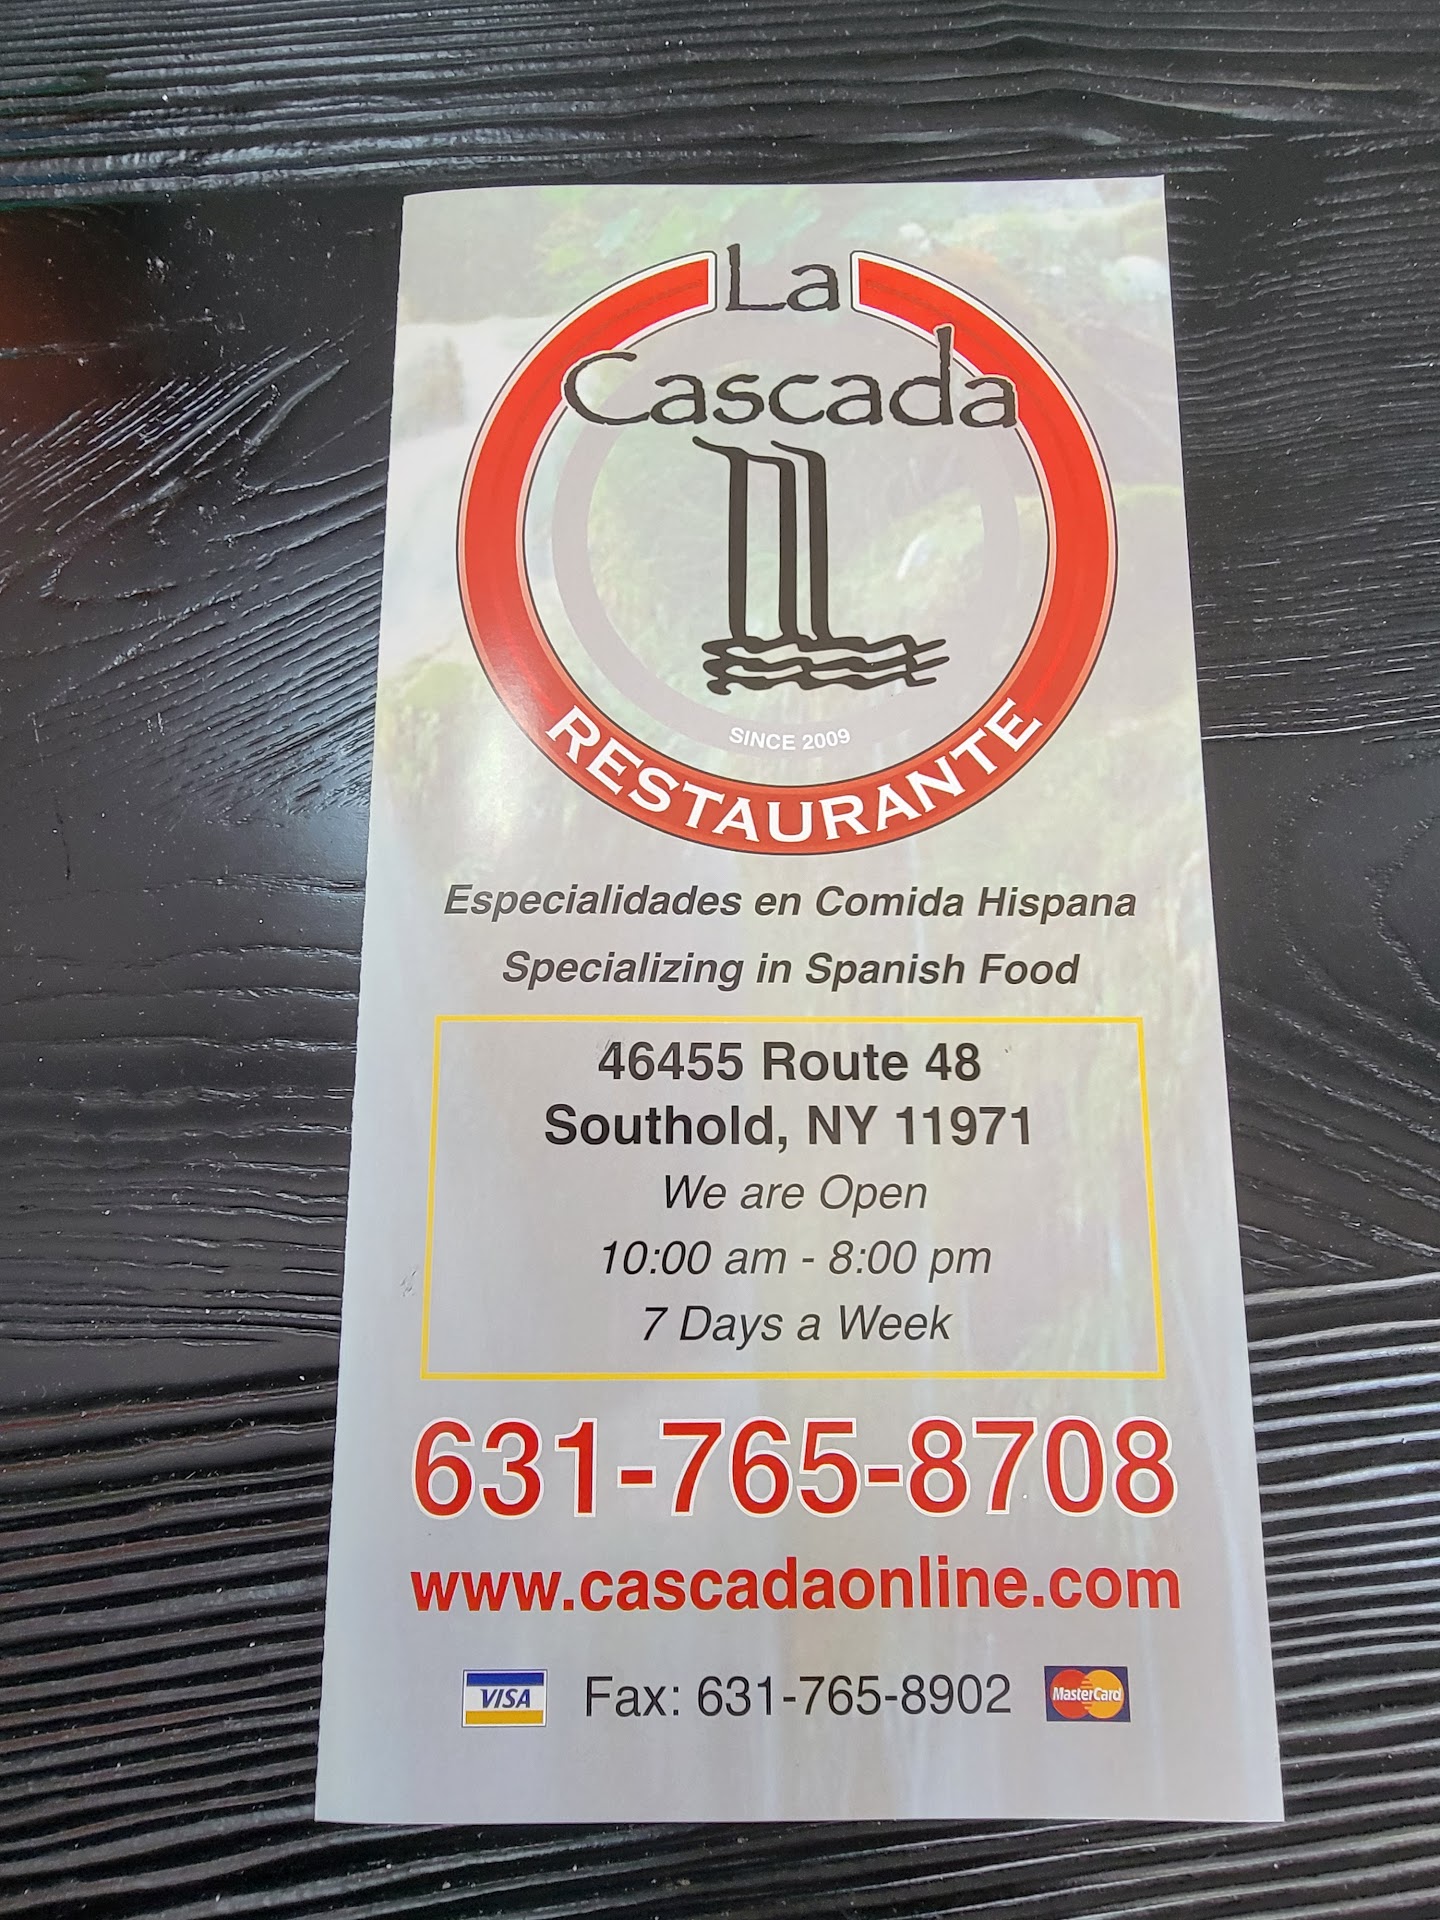 La
Cascada
SINCE 2009
RESTAURANTE
Especialidades en Comida Hispana
Specializing in Spanish Food
46455 Route 48
Southold, NY 11971
We are Open
10:00 am - 8:00 pm
7 Days a Week
631-765-8708
www.cascadaonline.com
VISA Fax: 631-765-8902 MasterCard